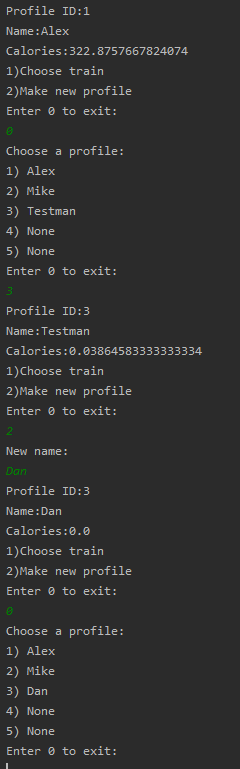 Profile ID:1
Name:Alex
Calories:322.8757667824074
1)Choose train
2)Make new profile
Enter 0 to exit:
0
Choose a profile:
1) Alex
2) Mike
3) Testman
4) None
5) None
Enter 0 to exit:
3
Profile ID:3
Name:Testman
Calories:0.03864583333333334
1)Choose train
2)Make new profile
Enter 0 to exit:
2
New name:
Dan
Profile ID:3
Name:Dan
Calories:0.0
1)Choose train
2)Make new profile
Enter 0 to exit:
0
Choose a profile:
1) Alex
2) Mike
3) Dan
4) None
5) None
Enter 0 to exit: